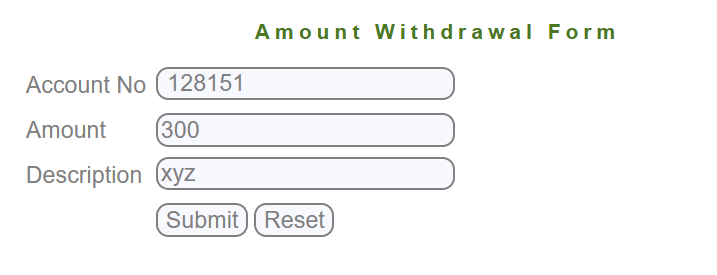 Amount Withdrawal Form
Account No 128151
Amount 300
Description xyz
Submit Reset